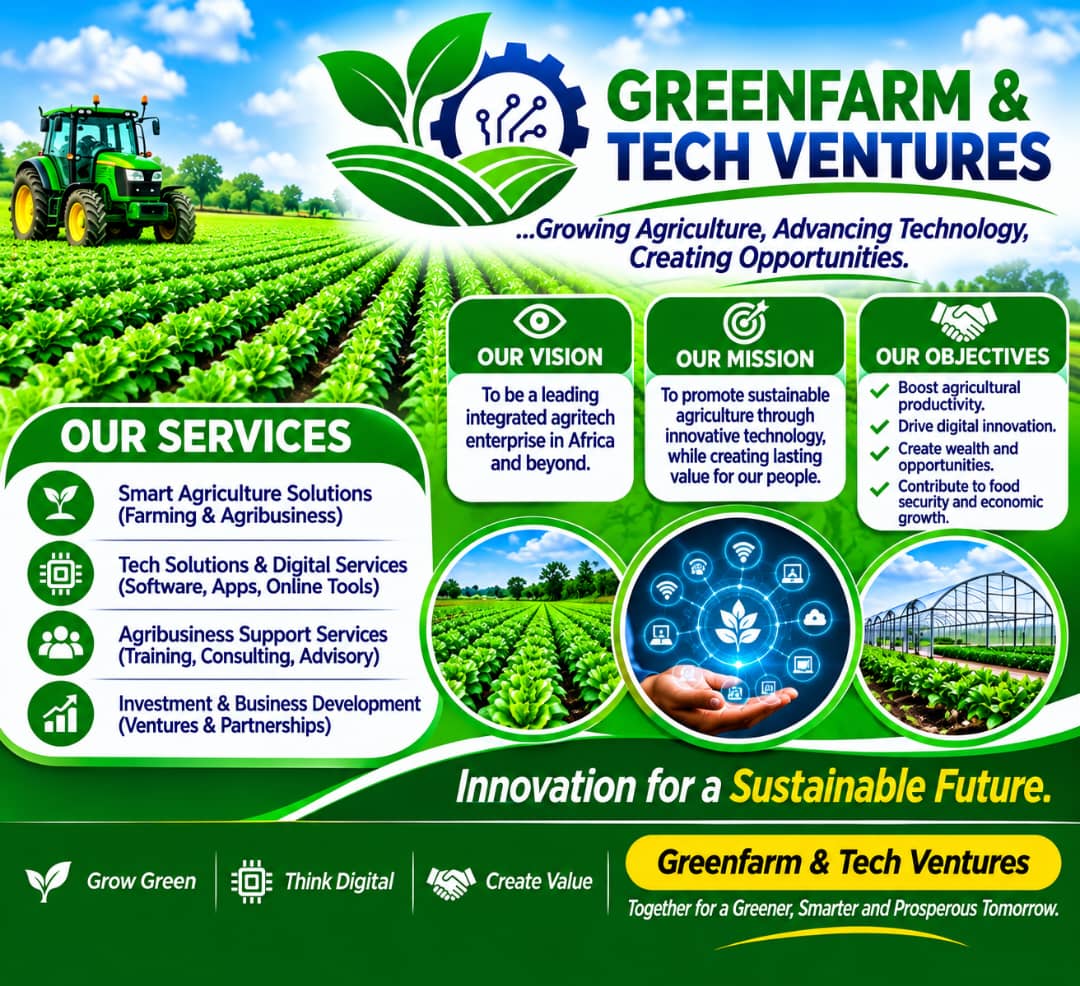 GREENFARM &
TECH VENTURES
...Growing Agriculture, Advancing Technology,
Creating Opportunities.
OUR VISION
To be a leading
integrated agritech
enterprise in Africa
and beyond.
OUR MISSION
To promote sustainable
agriculture through
innovative technology,
while creating lasting
value for our people.
OUR OBJECTIVES
Boost agricultural
productivity.
Drive digital innovation.
Create wealth and
opportunities.
Contribute to food
security and economic
growth.
OUR SERVICES
Smart Agriculture Solutions
(Farming & Agribusiness)
Tech Solutions & Digital Services
(Software, Apps, Online Tools)
Agribusiness Support Services
(Training, Consulting, Advisory)
Investment & Business Development
(Ventures & Partnerships)
Innovation for a Sustainable Future.
Grow Green
Think Digital
Create Value
Greenfarm & Tech Ventures
Together for a Greener, Smarter and Prosperous Tomorrow.